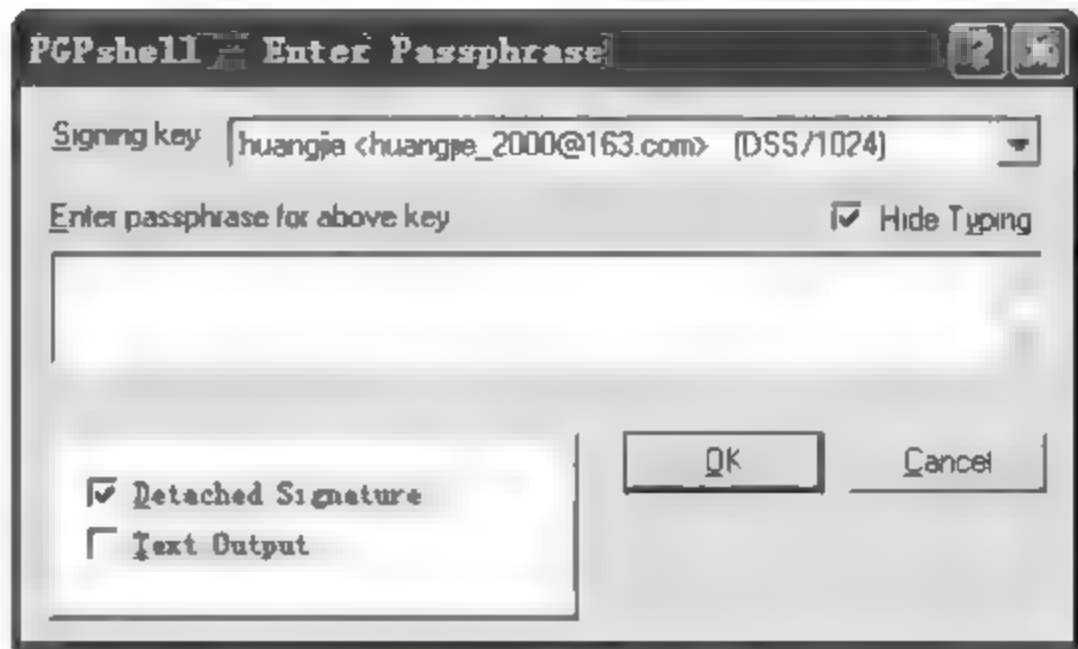 PGPshell - Enter Passphrase
Signing key
huangjie <huangjie_2000@163.com> (DSS/1024)
Enter passphrase for above key
Hide Typing
Detached Signature
Text Output
OK
Cancel